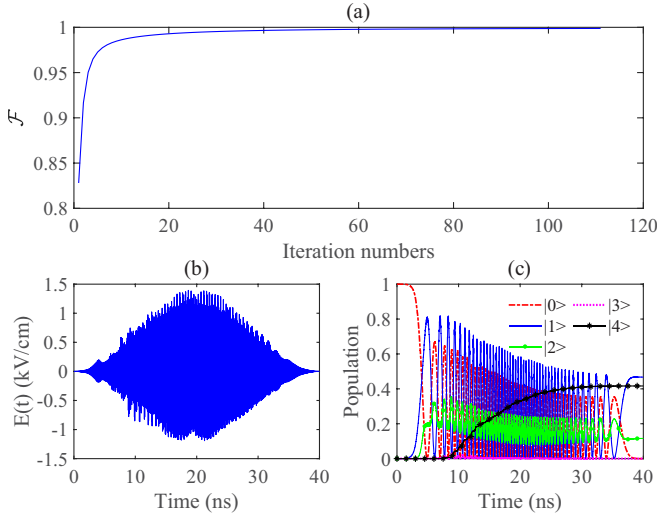 (a)
1
0.95
0.9
0.85
0.8
ℱ
0 20 40 60 80 100 120
Iteration numbers
(b)
1.5
1
0.5
0
-0.5
-1
-1.5
E(t) (kV/cm)
0 10 20 30 40
Time (ns)
(c)
1
0.8
0.6
0.4
0.2
0
Population
|0> |3>
|1> |4>
|2>
0 10 20 30 40
Time (ns)